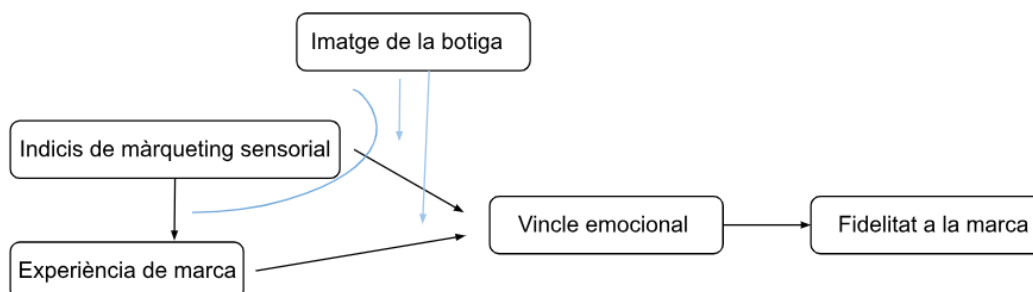 Imatge de la botiga
Indicis de màrqueting sensorial
Vincle emocional
Fidelitat a la marca
Experiència de marca